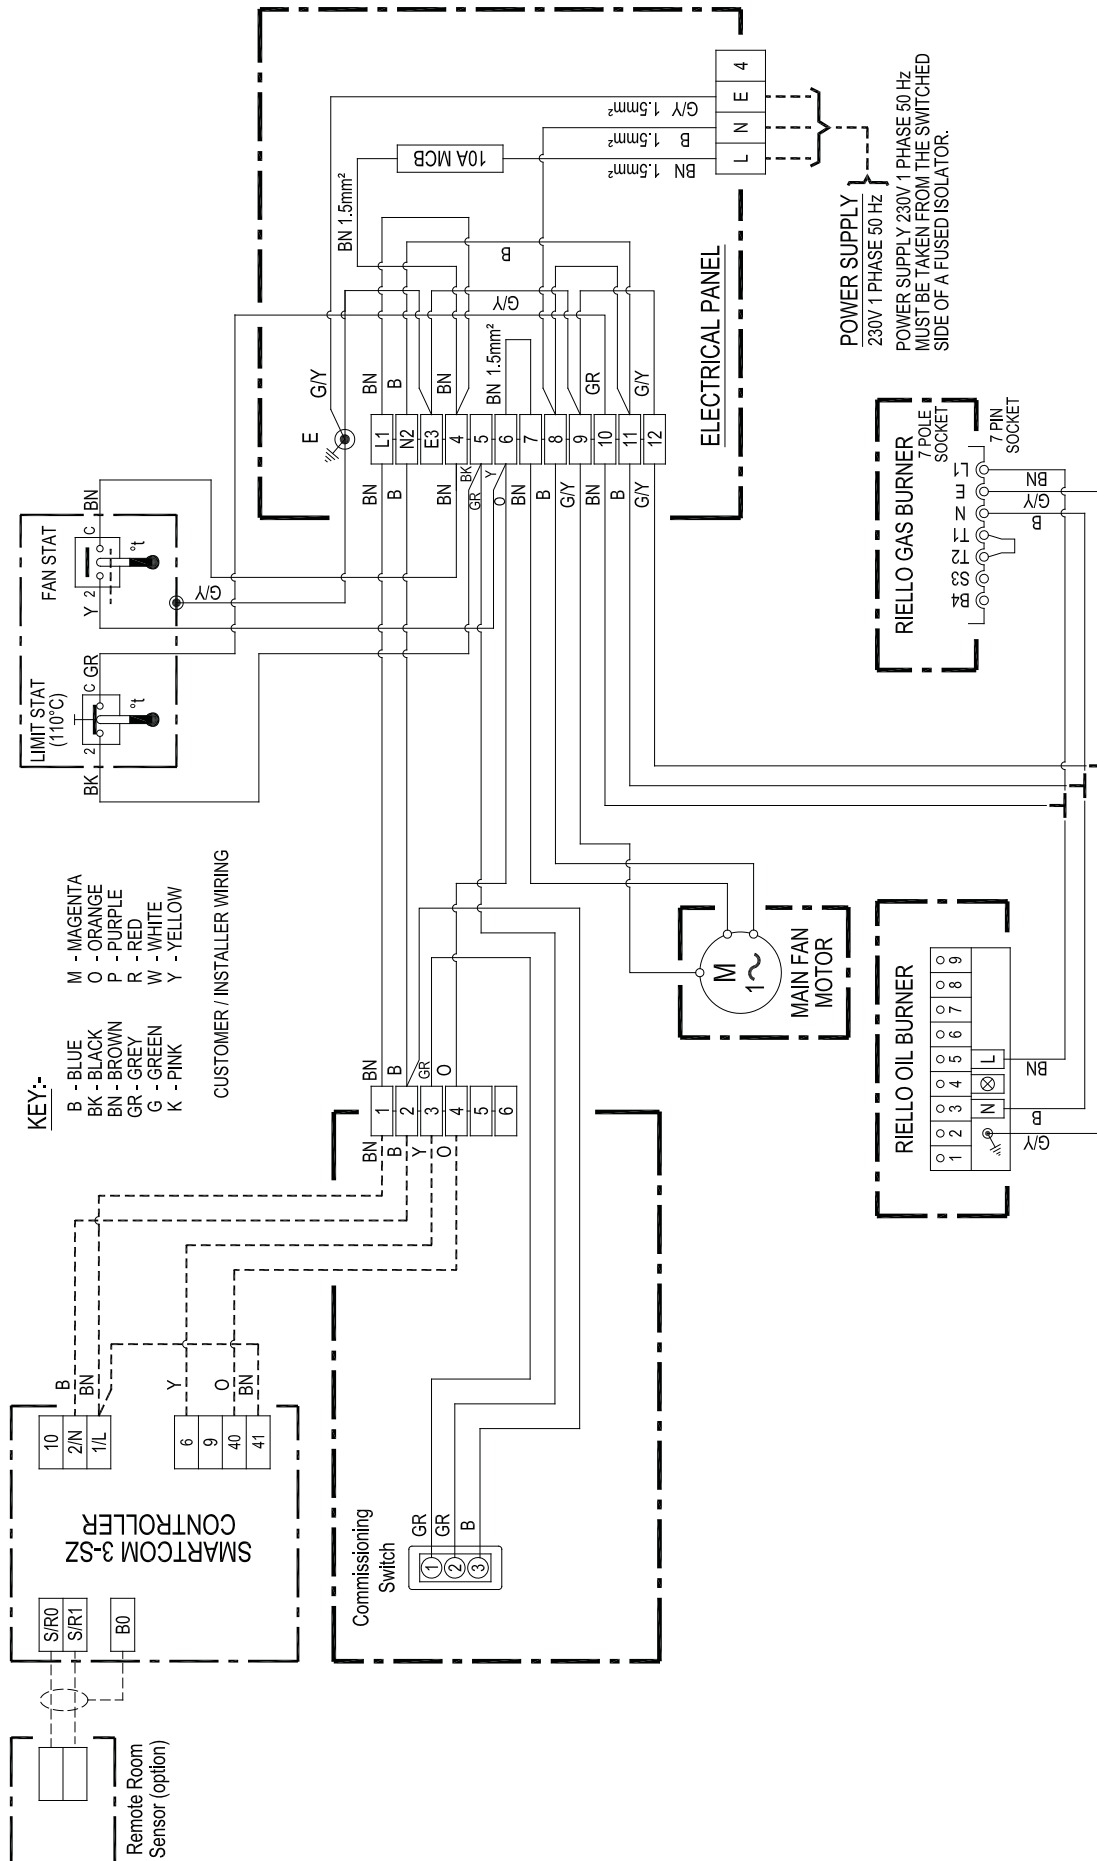 FAN STAT
C
BN
2
Y
°t
LIMIT STAT
(110°C)
C
GR
2
BK
°t
G/Y
ELECTRICAL PANEL
4
E
N
L
G/Y 1.5mm²
B 1.5mm²
BN 1.5mm²
10A MCB
BN 1.5mm²
G/Y
E
B
G/Y
BN 1.5mm²
BN
B
BN
GR
G/Y
L1
N2
E3
4
5
6
7
8
9
10
11
12
BN
B
BK
GR
Y
O
BN
B
G/Y
BN
B
G/Y
POWER SUPPLY
230V 1 PHASE 50 Hz
POWER SUPPLY 230V 1 PHASE 50 Hz
MUST BE TAKEN FROM THE SWITCHED
SIDE OF A FUSED ISOLATOR.
RIELLO GAS BURNER
7 POLE
SOCKET
7 PIN
SOCKET
L1
E
N
T1
T2
S3
B4
BN
G/Y
B
KEY:-
B - BLUE
BK - BLACK
BN - BROWN
GR - GREY
G - GREEN
K - PINK
M - MAGENTA
O - ORANGE
P - PURPLE
R - RED
W - WHITE
Y - YELLOW
CUSTOMER / INSTALLER WIRING
M
1
MAIN FAN
MOTOR
RIELLO OIL BURNER
1
2
3
4
5
6
7
8
9
N
L
G/Y
B
BN
BN
B
GR
O
1
2
3
4
5
6
BN
B
Y
O
Commissioning
Switch
GR
GR
B
1
2
3
SMARTCOM 3-SZ
CONTROLLER
10
2/N
1/L
B
BN
6
9
40
41
Y
O
BN
S/R0
S/R1
B0
Remote Room
Sensor (option)